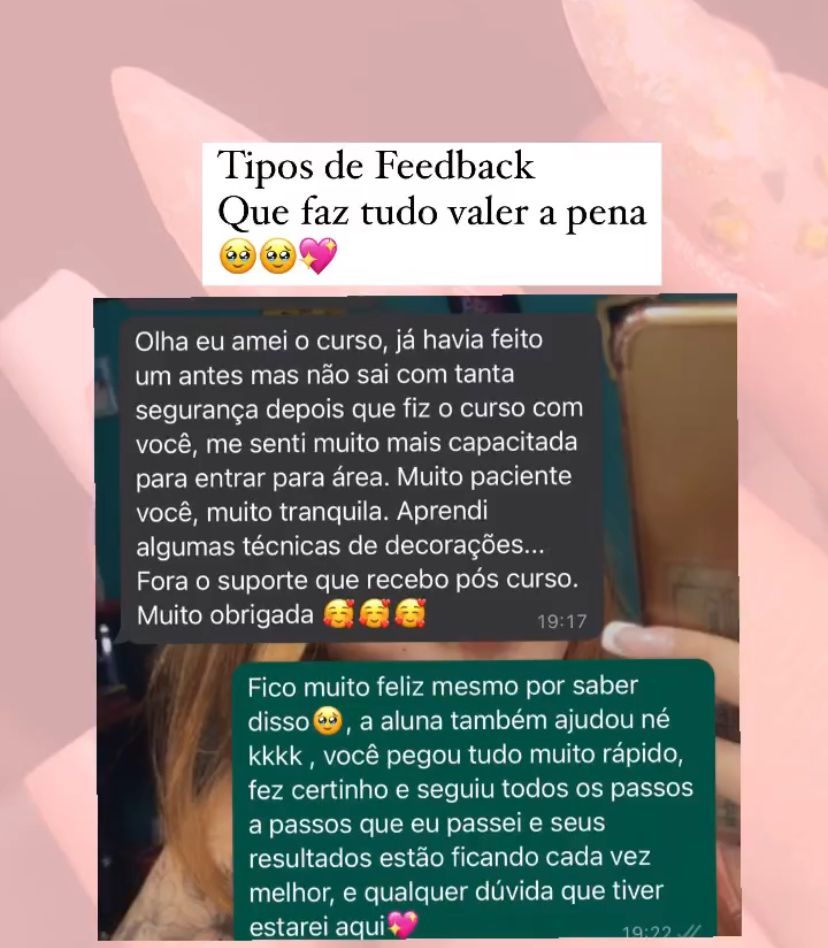 Tipos de Feedback
Que faz tudo valer a pena
🥹🥹💖
Olha eu amei o curso, já havia feito
um antes mas não sai com tanta
segurança depois que fiz o curso com
você, me senti muito mais capacitada
para entrar para área. Muito paciente
você, muito tranquila. Aprendi
algumas técnicas de decorações...
Fora o suporte que recebo pós curso.
Muito obrigada 🥰🥰🥰
19:17
Fico muito feliz mesmo por saber
disso🥹, a aluna também ajudou né
kkkk , você pegou tudo muito rápido,
fez certinho e seguiu todos os passos
a passos que eu passei e seus
resultados estão ficando cada vez
melhor, e qualquer dúvida que tiver
estarei aqui💖
19:22